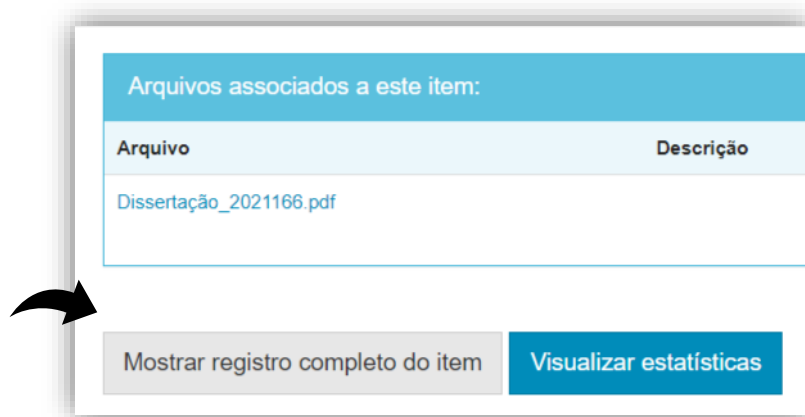 Arquivos associados a este item:
Arquivo Descrição
Dissertação_2021166.pdf
Mostrar registro completo do item Visualizar estatísticas